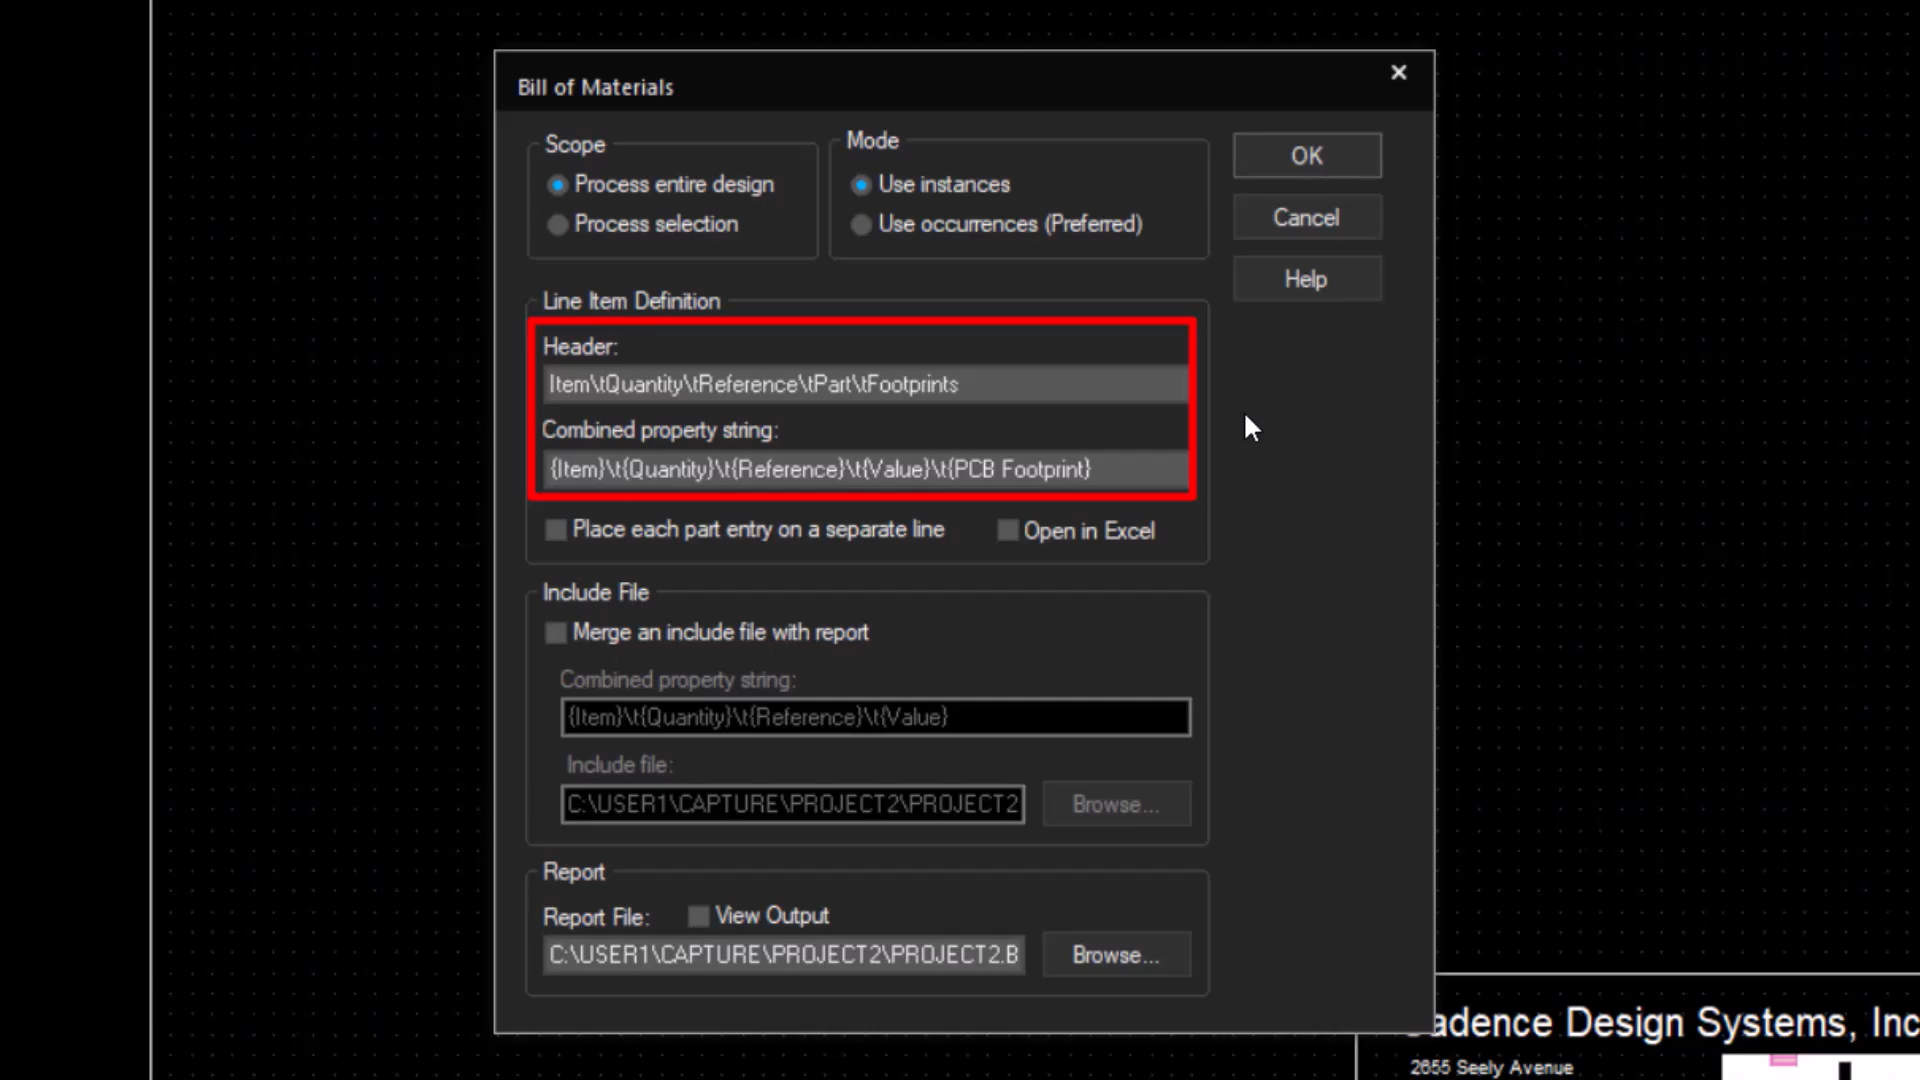 Bill of Materials
Scope
Process entire design
Process selection
Mode
Use instances
Use occurrences (Preferred)
OK
Cancel
Help
Line Item Definition
Header:
Item\tQuantity\tReference\tPart\tFootprints
Combined property string:
{Item}\t{Quantity}\t{Reference}\t{Value}\t{PCB Footprint}
Place each part entry on a separate line
Open in Excel
Include File
Merge an include file with report
Combined property string:
{Item}\t{Quantity}\t{Reference}\t{Value}
Include file:
C:\USER1\CAPTURE\PROJECT2\PROJECT2
Browse...
Report
Report File:
View Output
C:\USER1\CAPTURE\PROJECT2\PROJECT2.B
Browse...
adence Design Systems, Inc
2655 Seely Avenue